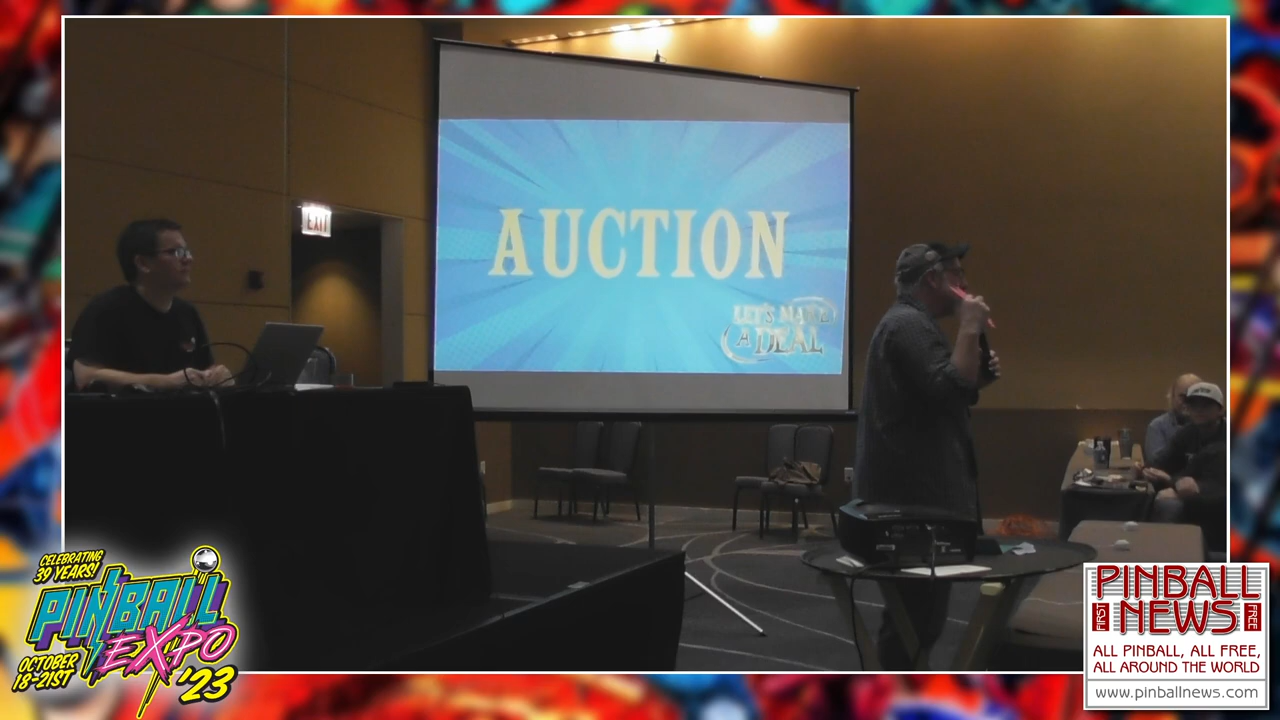 EXIT
AUCTION
LET'S MAKE
A DEAL
CELEBRATING
39 YEARS!
PINBALL
EXPO
OCTOBER
18-21ST
'23
PINBALL
FIRST NEWS FREE
ALL PINBALL, ALL FREE,
ALL AROUND THE WORLD
www.pinballnews.com